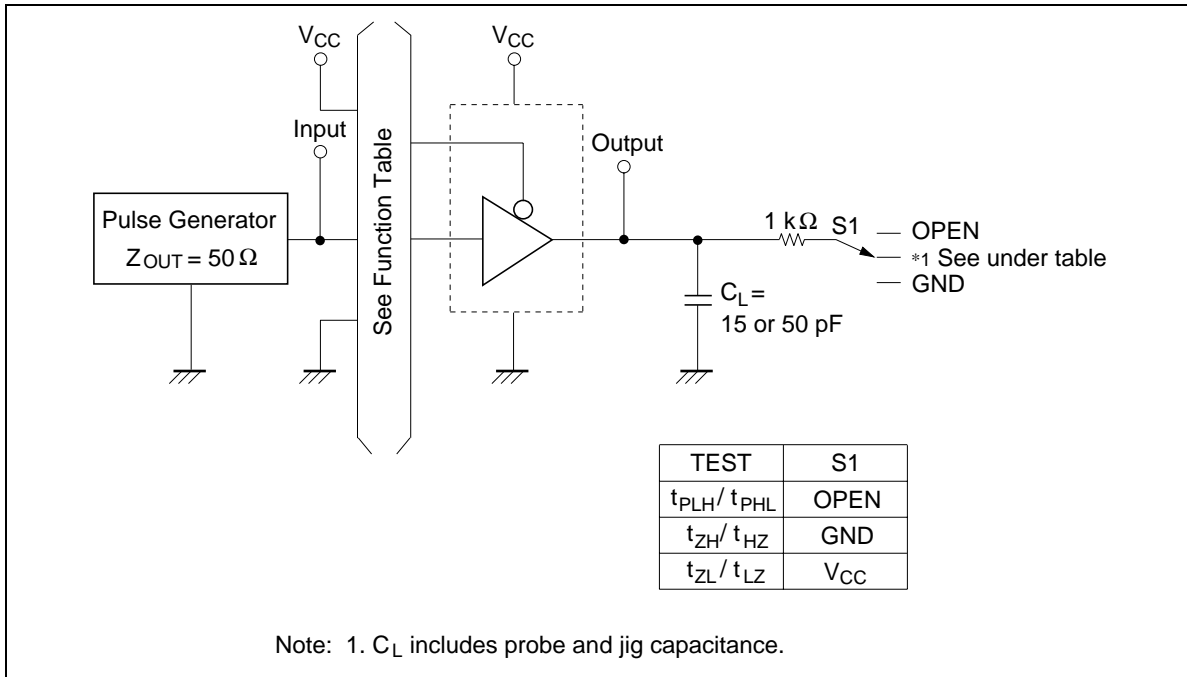 VCC
VCC
Input
Output
See Function Table
Pulse Generator
ZOUT = 50 Ω
1 kΩ
S1
OPEN
*1 See under table
GND
CL =
15 or 50 pF
TEST S1
tPLH / tPHL OPEN
tZH / tHZ GND
tZL / tLZ VCC
Note: 1. CL includes probe and jig capacitance.